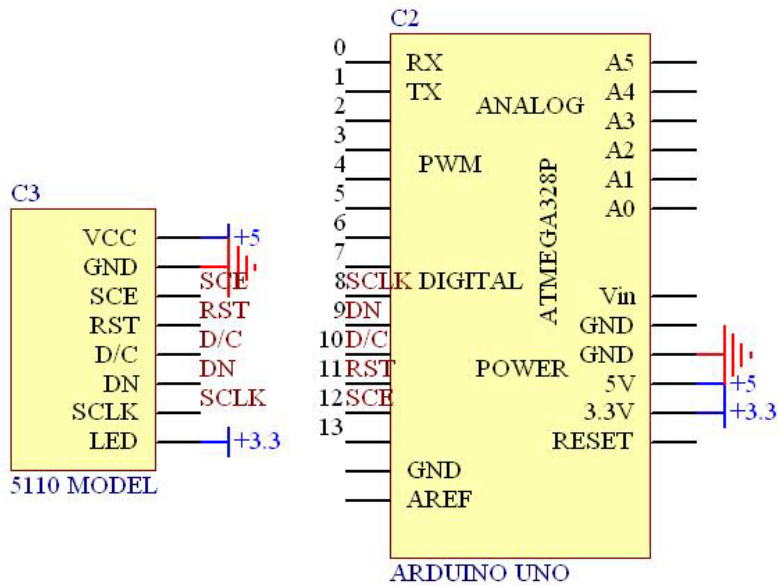 C3
VCC +5
GND
SCE SCE
RST RST
D/C D/C
DN DN
SCLK SCLK
LED +3.3
5110 MODEL
C2
0 RX A5
1 TX A4
2 ANALOG A3
3 A2
4 PWM A1
5 A0
6
7
8 SCLK DIGITAL Vin
9 DN GND
10 D/C GND
11 RST POWER 5V +5
12 SCE 3.3V +3.3
13 RESET
GND
AREF
ATMEGA328P
ARDUINO UNO